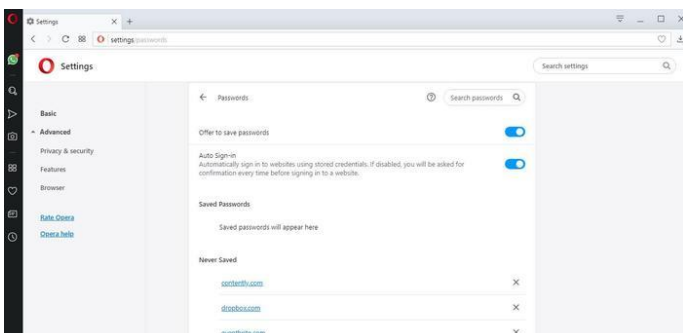 Settings
settings/passwords
Settings
Search settings
Passwords
Search passwords
Basic
Advanced
Privacy & security
Features
Browser
Rate Opera
Opera help
Offer to save passwords
Auto Sign-in
Automatically sign in to websites using stored credentials. If disabled, you will be asked for
confirmation every time before signing in to a website.
Saved Passwords
Saved passwords will appear here
Never Saved
contently.com
dropbox.com